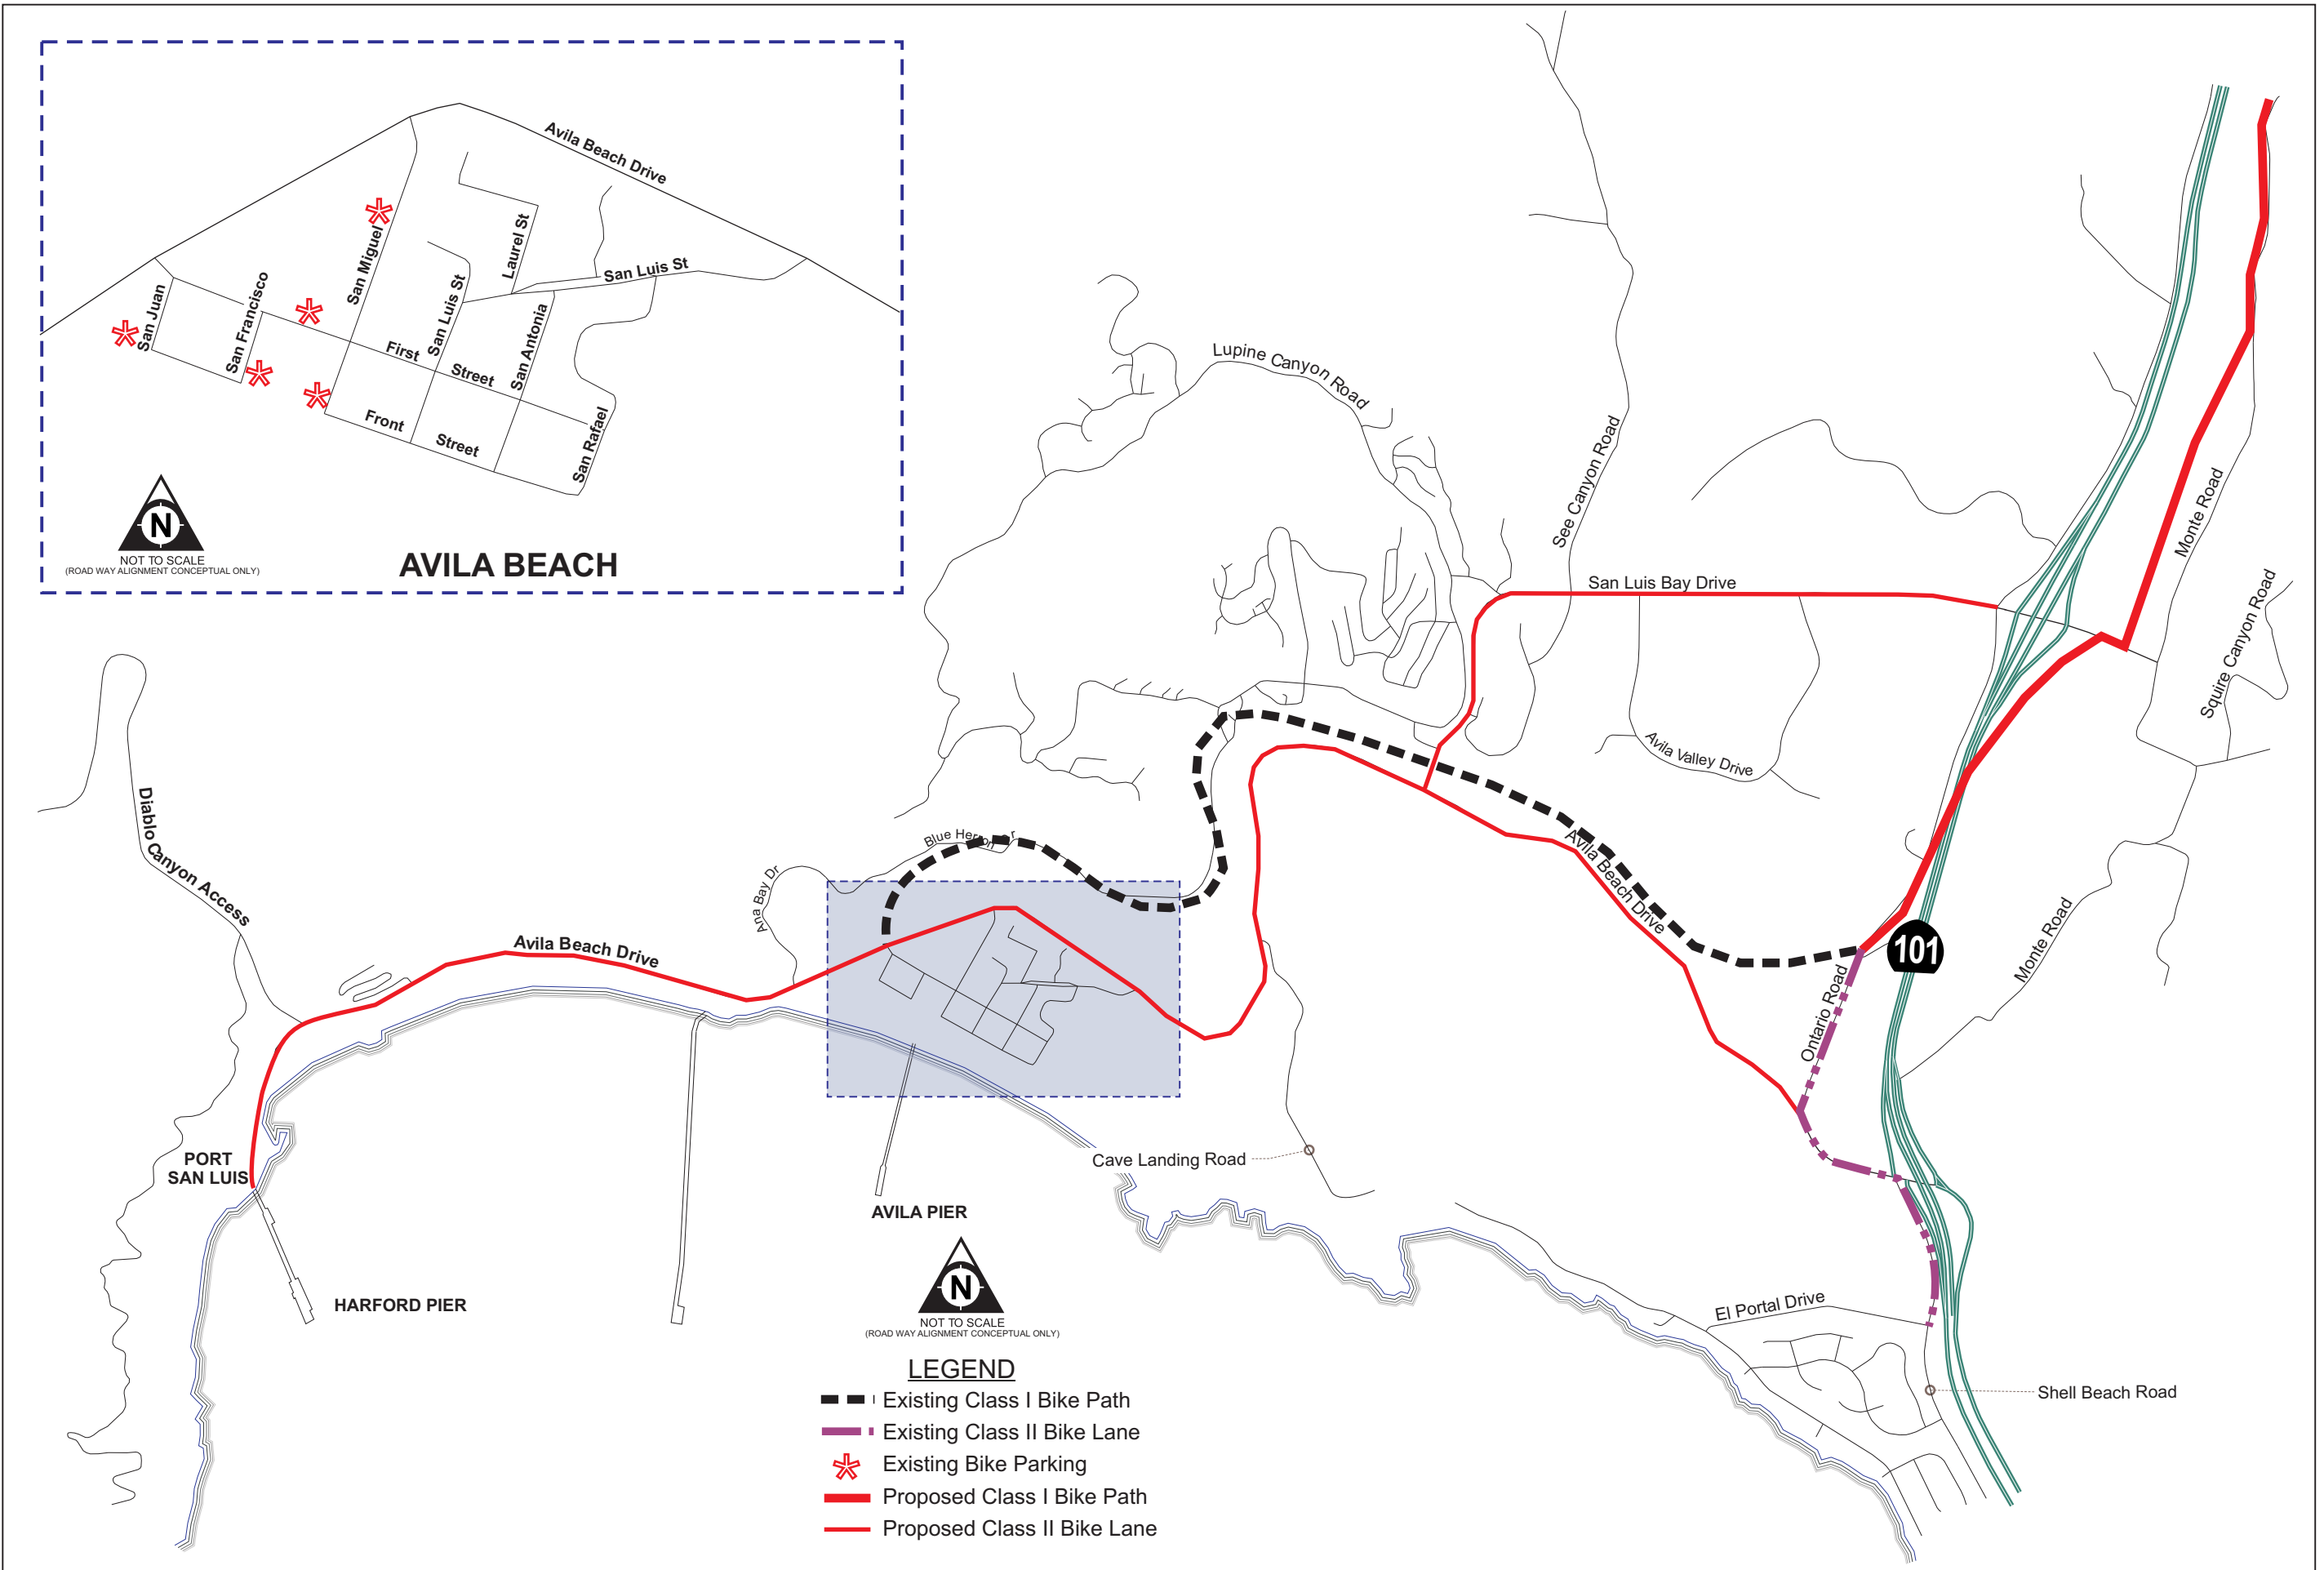 Avila Beach Drive
San Miguel
Laurel St
San Luis St
San Juan
San Francisco
San Luis St
San Antonia
First
Street
Front
Street
San Rafael
N
NOT TO SCALE
(ROAD WAY ALIGNMENT CONCEPTUAL ONLY)
AVILA BEACH
Lupine Canyon Road
See Canyon Road
Monte Road
San Luis Bay Drive
Squire Canyon Road
Avila Valley Drive
Diablo Canyon Access
Blue Herron Dr
Ana Bay Dr
Avila Beach Drive
Avila Beach Drive
101
Ontario Road
Monte Road
PORT
SAN LUIS
Cave Landing Road
AVILA PIER
HARFORD PIER
N
NOT TO SCALE
(ROAD WAY ALIGNMENT CONCEPTUAL ONLY)
El Portal Drive
Shell Beach Road
LEGEND
Existing Class I Bike Path
Existing Class II Bike Lane
Existing Bike Parking
Proposed Class I Bike Path
Proposed Class II Bike Lane